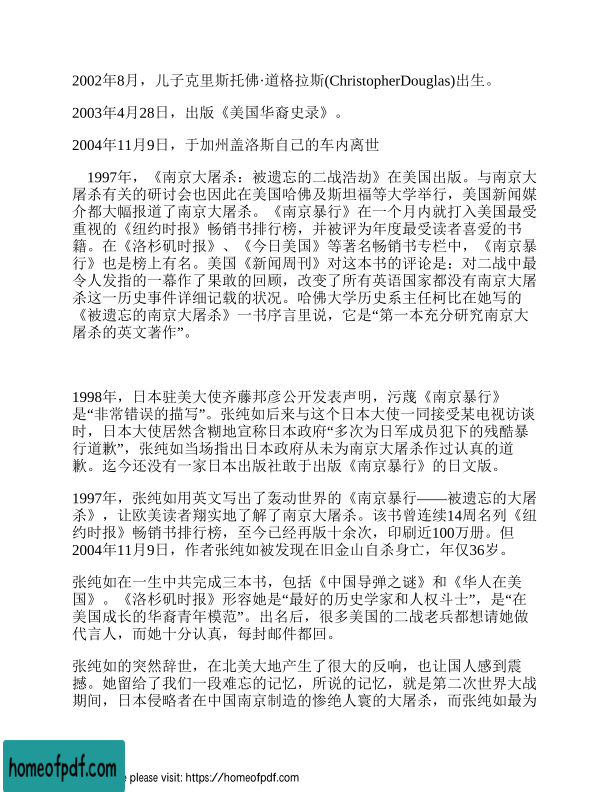 2002年8月，儿子克里斯托佛·道格拉斯(ChristopherDouglas)出生。
2003年4月28日，出版《美国华裔史录》。
2004年11月9日，于加州盖洛斯自己的车内离世
1997年，《南京大屠杀：被遗忘的二战浩劫》在美国出版。与南京大
屠杀有关的研讨会也因此在美国哈佛及斯坦福等大学举行，美国新闻媒
介都大幅报道了南京大屠杀。《南京暴行》在一个月内就打入美国最受
重视的《纽约时报》畅销书排行榜，并被评为年度最受读者喜爱的书
籍。在《洛杉矶时报》、《今日美国》等著名畅销书专栏中，《南京暴
行》也是榜上有名。美国《新闻周刊》对这本书的评论是：对二战中最
令人发指的一幕作了果敢的回顾，改变了所有英语国家都没有南京大屠
杀这一历史事件详细记载的状况。哈佛大学历史系主任柯比在她写的
《被遗忘的南京大屠杀》一书序言里说，它是“第一本充分研究南京大
屠杀的英文著作”。
1998年，日本驻美大使齐藤邦彦公开发表声明，污蔑《南京暴行》
是“非常错误的描写”。张纯如后来与这个日本大使一同接受某电视访谈
时，日本大使居然含糊地宣称日本政府“多次为日军成员犯下的残酷暴
行道歉”，张纯如当场指出日本政府从未为南京大屠杀作过认真的道
歉。迄今还没有一家日本出版社敢于出版《南京暴行》的日文版。
1997年，张纯如用英文写出了轰动世界的《南京暴行——被遗忘的大屠
杀》，让欧美读者翔实地了解了南京大屠杀。该书曾连续14周名列《纽
约时报》畅销书排行榜，至今已经再版十余次，印刷近100万册。但
2004年11月9日，作者张纯如被发现在旧金山自杀身亡，年仅36岁。
张纯如在一生中共完成三本书，包括《中国导弹之谜》和《华人在美
国》。《洛杉矶时报》形容她是“最好的历史学家和人权斗士”，是“在
美国成长的华裔青年模范”。出名后，很多美国的二战老兵都想请她做
代言人，而她十分认真，每封邮件都回。
张纯如的突然辞世，在北美大地产生了很大的反响，也让国人感到震
撼。她留给了我们一段难忘的记忆，所说的记忆，就是第二次世界大战
期间，日本侵略者在中国南京制造的惨绝人寰的大屠杀，而张纯如最为
homeofpdf.com
please visit: https://homeofpdf.com